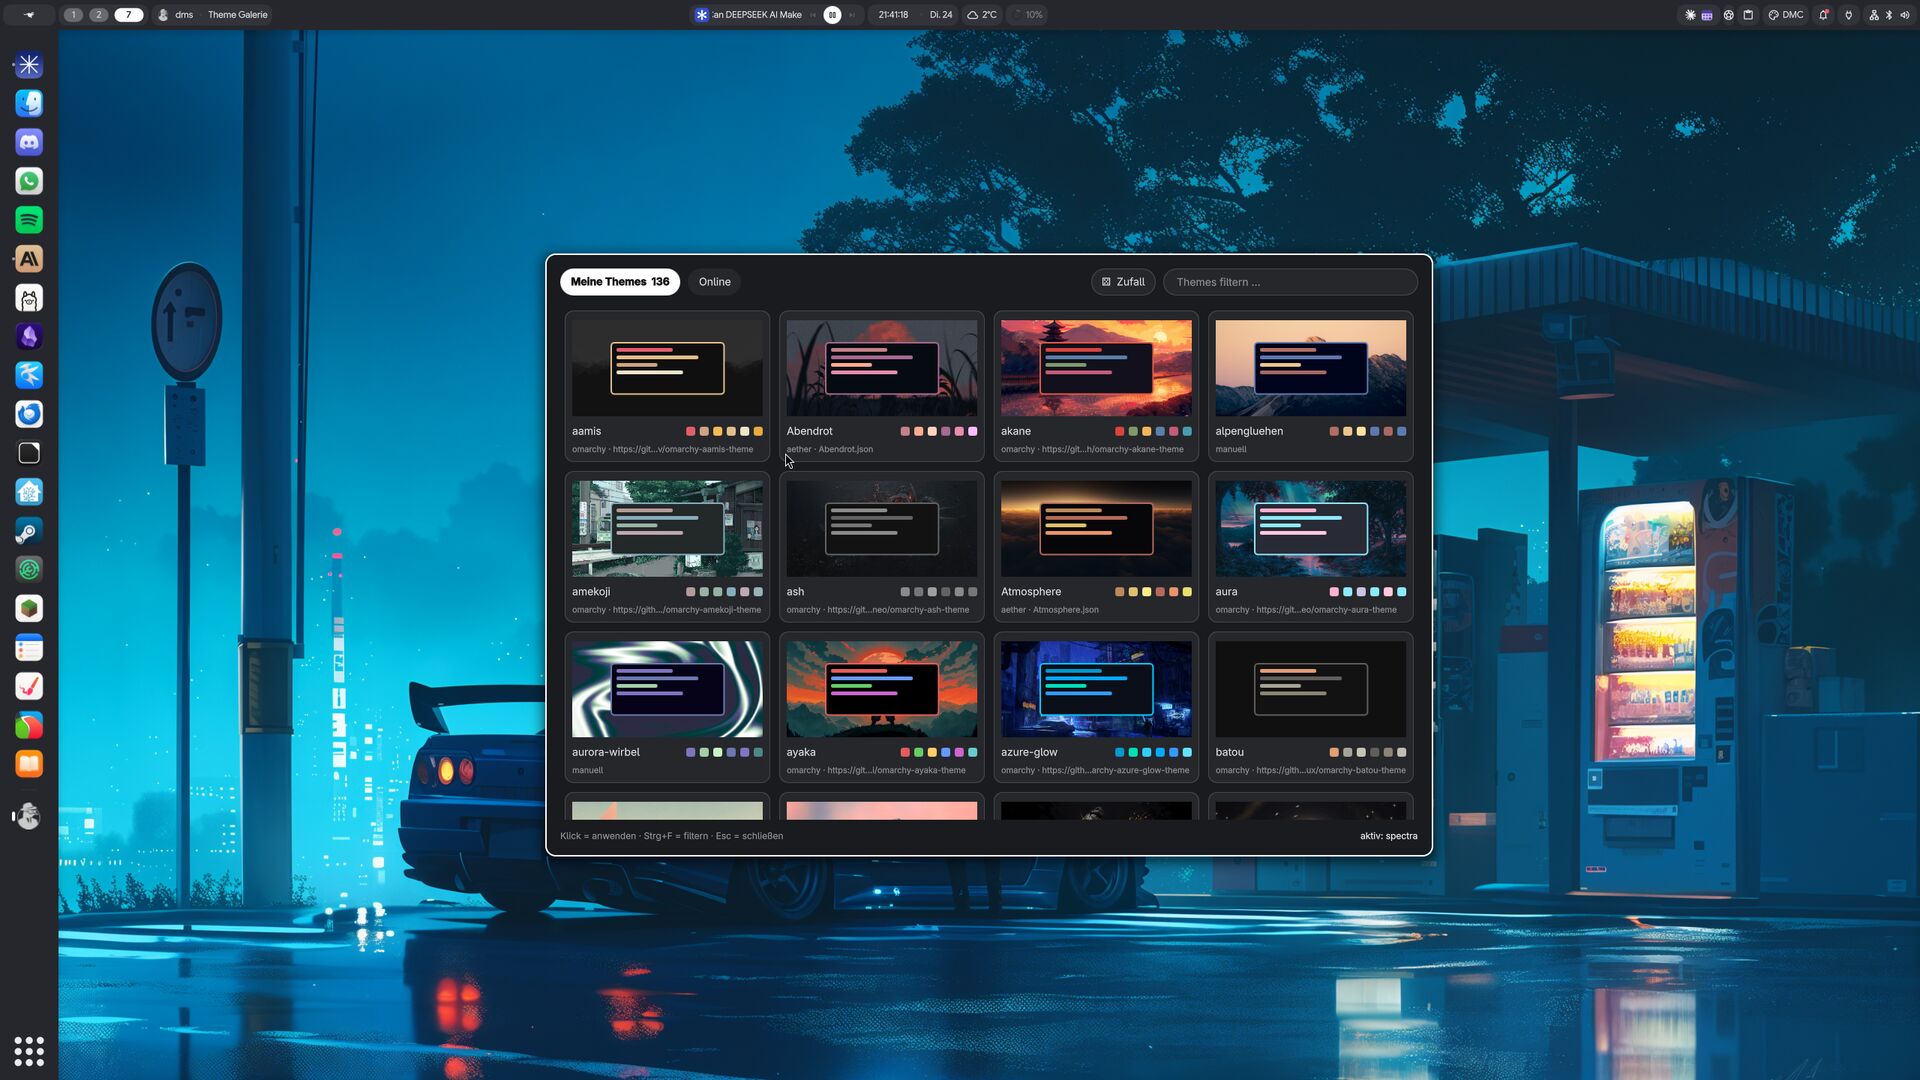 1 2 7 dms Theme Galerie
an DEEPSEEK AI Make
21:41:18 Di. 24
2°C
10%
DMC
Meine Themes 136
Online
Zufall
Themes filtern ...
aamis
omarchy · https://git...v/omarchy-aamis-theme
Abendrot
aether · Abendrot.json
akane
omarchy · https://git...h/omarchy-akane-theme
alpengluehen
manuell
amekoji
omarchy · https://gith.../omarchy-amekoji-theme
ash
omarchy · https://git...neo/omarchy-ash-theme
Atmosphere
aether · Atmosphere.json
aura
omarchy · https://git...eo/omarchy-aura-theme
aurora-wirbel
manuell
ayaka
omarchy · https://git...i/omarchy-ayaka-theme
azure-glow
omarchy · https://gith...archy-azure-glow-theme
batou
omarchy · https://gith...ux/omarchy-batou-theme
Klick = anwenden · Strg+F = filtern · Esc = schließen
aktiv: spectra